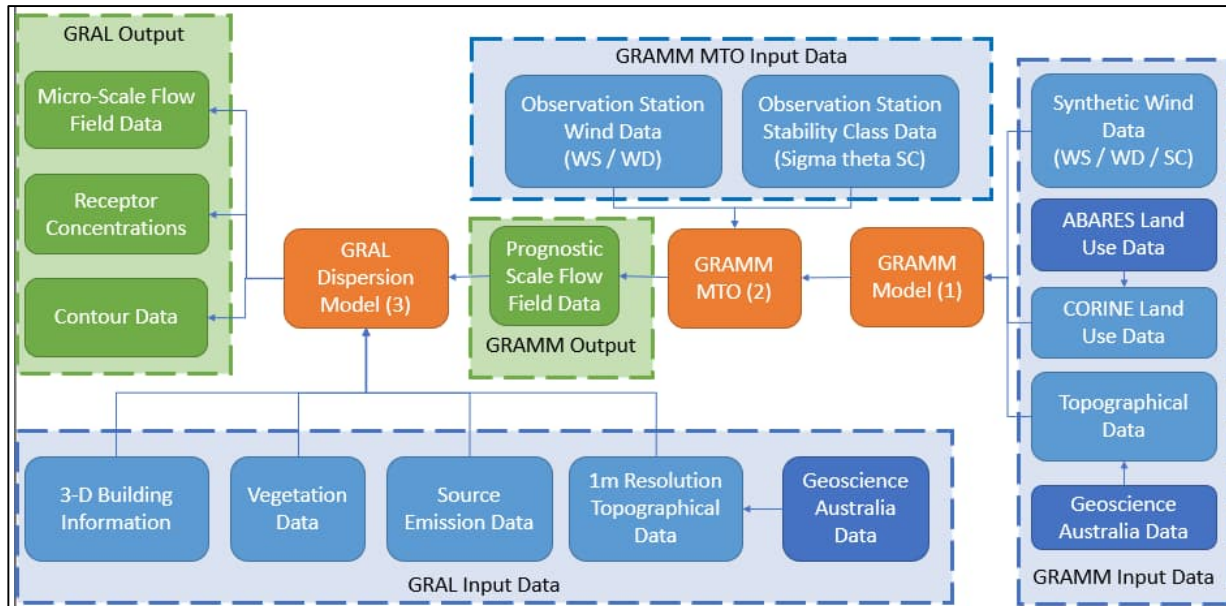 GRAL Output
Micro-Scale Flow
Field Data
Receptor
Concentrations
Contour Data
GRAMM MTO Input Data
Observation Station
Wind Data
(WS / WD)
Observation Station
Stability Class Data
(Sigma theta SC)
Synthetic Wind
Data
(WS / WD / SC)
ABARES Land
Use Data
CORINE Land
Use Data
Topographical
Data
Geoscience
Australia Data
GRAMM Input Data
GRAL
Dispersion
Model (3)
Prognostic
Scale Flow
Field Data
GRAMM Output
GRAMM
MTO (2)
GRAMM
Model (1)
3-D Building
Information
Vegetation
Data
Source
Emission Data
1m Resolution
Topographical
Data
Geoscience
Australia
Data
GRAL Input Data